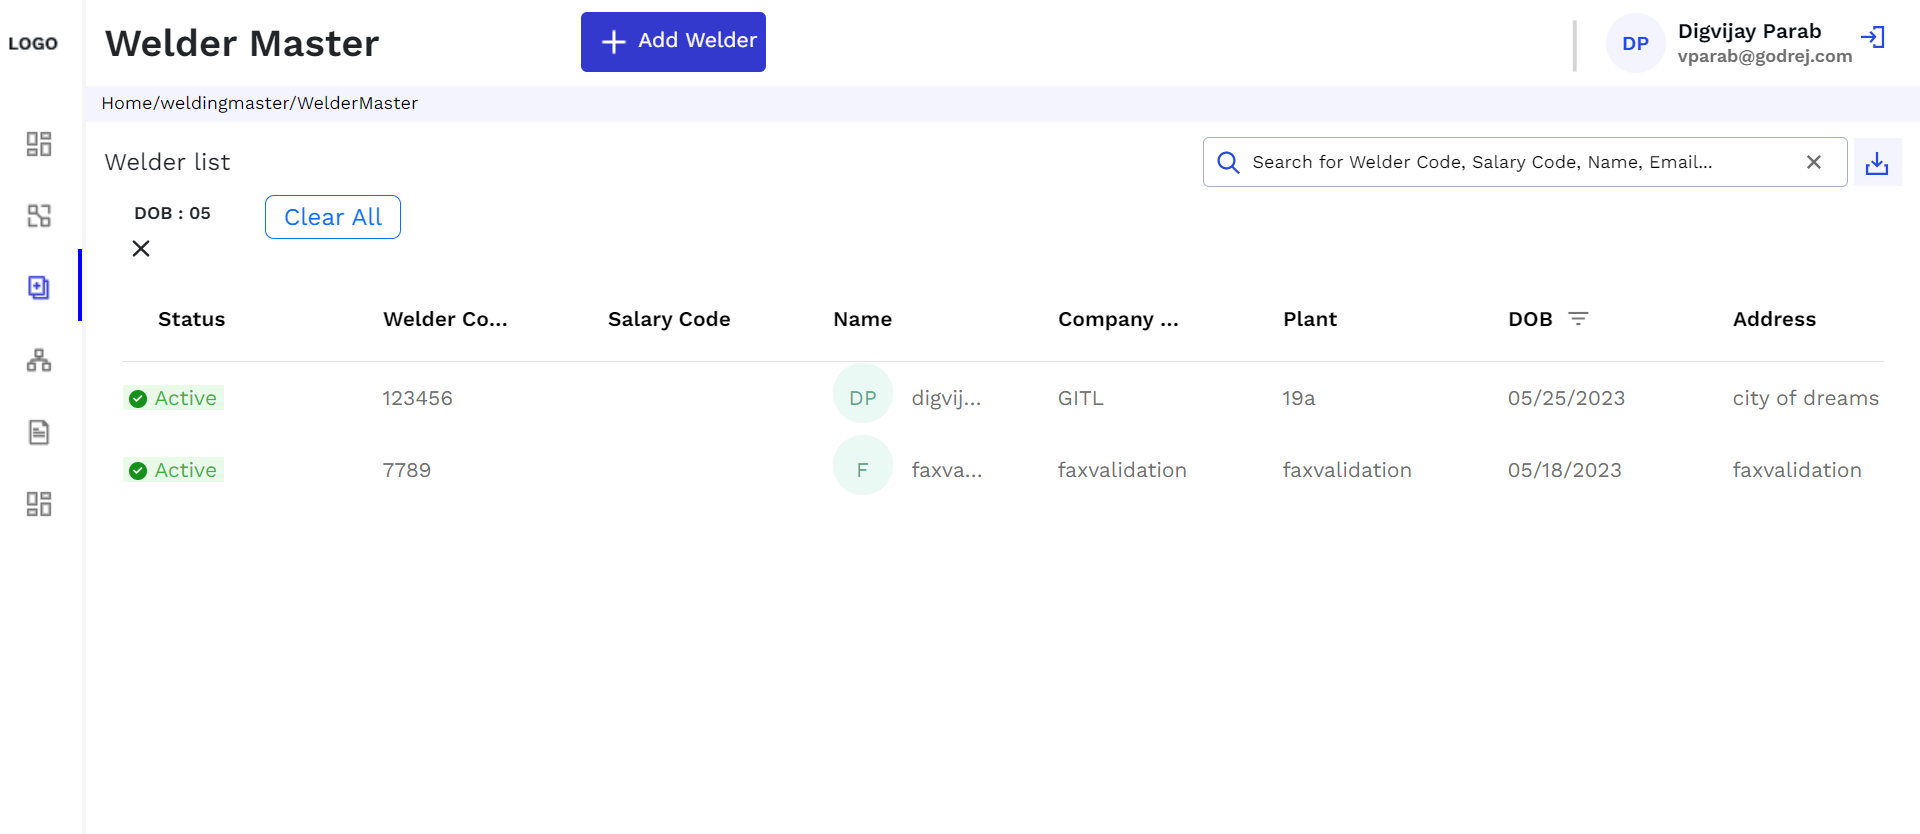 LOGO
Welder Master
Add Welder
DP
Digvijay Parab
vparab@godrej.com
Home/weldingmaster/WelderMaster
Welder list
Search for Welder Code, Salary Code, Name, Email...
DOB : 05
Clear All
Status Welder Co... Salary Code Name Company ... Plant DOB Address
Active 123456 DP digvij... GITL 19a 05/25/2023 city of dreams
Active 7789 F faxva... faxvalidation faxvalidation 05/18/2023 faxvalidation